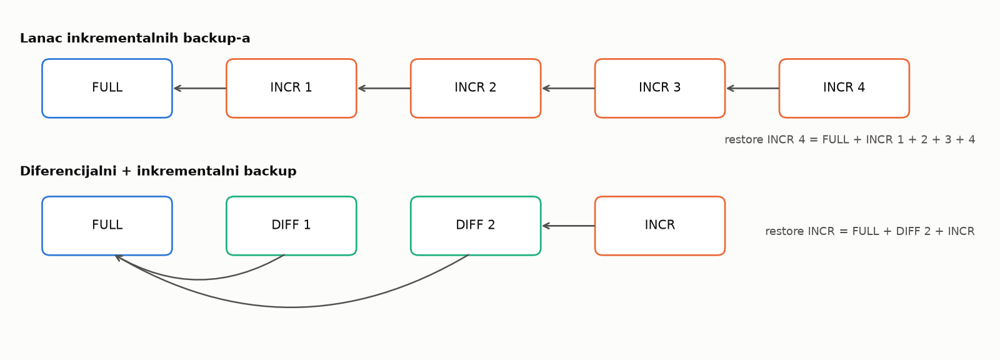 Lanac inkrementalnih backup-a
FULL
INCR 1
INCR 2
INCR 3
INCR 4
restore INCR 4 = FULL + INCR 1 + 2 + 3 + 4
Diferencijalni + inkrementalni backup
FULL
DIFF 1
DIFF 2
INCR
restore INCR = FULL + DIFF 2 + INCR